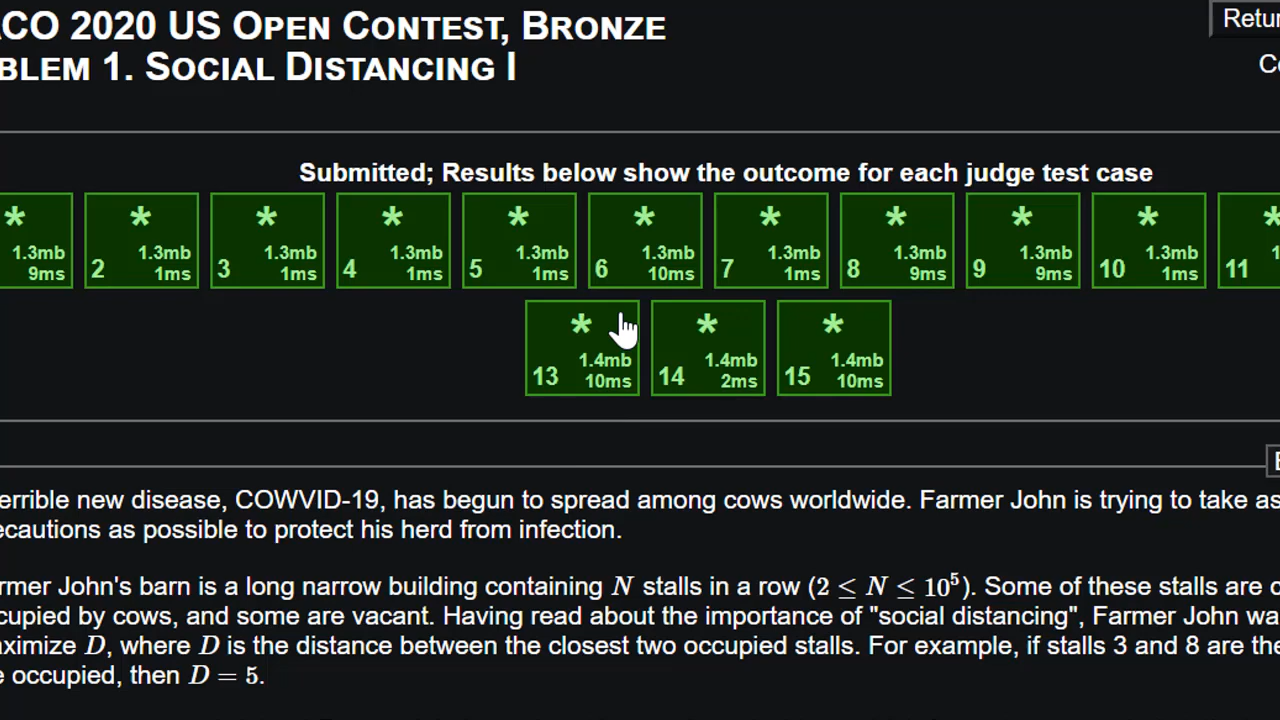 CO 2020 US Open Contest, Bronze
Retur
BLEM 1. Social Distancing I
Co
Submitted; Results below show the outcome for each judge test case
* * * * * * * * * * *
1.3mb 1.3mb 1.3mb 1.3mb 1.3mb 1.3mb 1.3mb 1.3mb 1.3mb 1.3mb 1
9ms 2 1ms 3 1ms 4 1ms 5 1ms 6 10ms 7 1ms 8 9ms 9 9ms 10 1ms 11
* * *
1.4mb 1.4mb 1.4mb
13 10ms 14 2ms 15 10ms
E
errible new disease, COWVID-19, has begun to spread among cows worldwide. Farmer John is trying to take as
ecautions as possible to protect his herd from infection.
rmer John's barn is a long narrow building containing N stalls in a row (2 ≤ N ≤ 10⁵). Some of these stalls are c
cupied by cows, and some are vacant. Having read about the importance of "social distancing", Farmer John wa
aximize D, where D is the distance between the closest two occupied stalls. For example, if stalls 3 and 8 are the
e occupied, then D = 5.